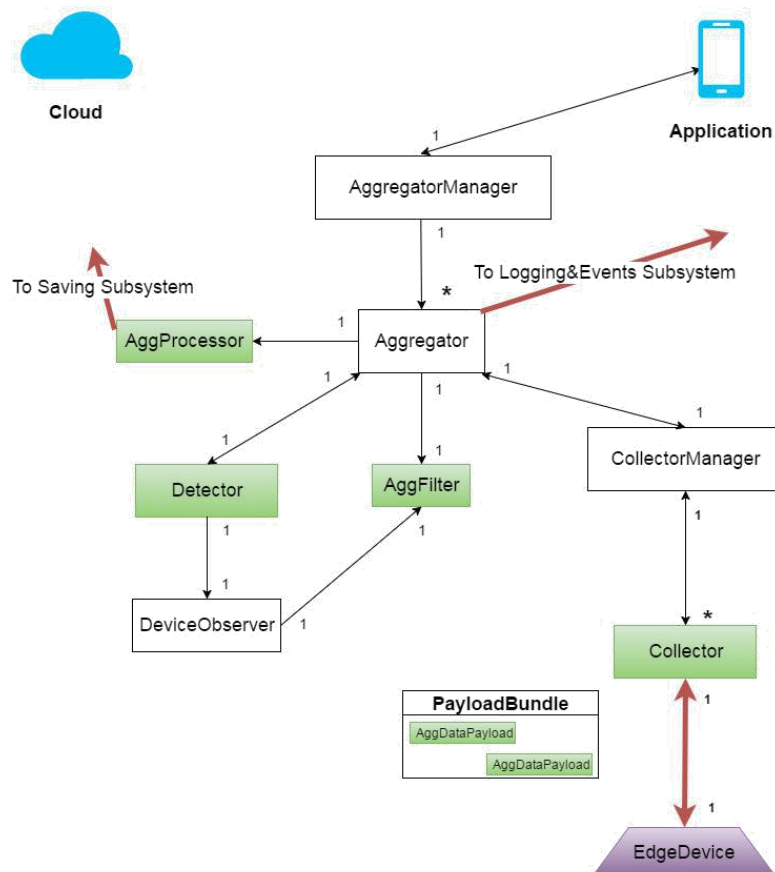 Cloud
Application
1
AggregatorManager
1
To Logging&Events Subsystem
To Saving Subsystem
*
AggProcessor
1
Aggregator
1
1
1
1
1
1
Detector
AggFilter
CollectorManager
1
1
1
1
DeviceObserver
1
*
Collector
1
PayloadBundle
AggDataPayload
AggDataPayload
1
EdgeDevice